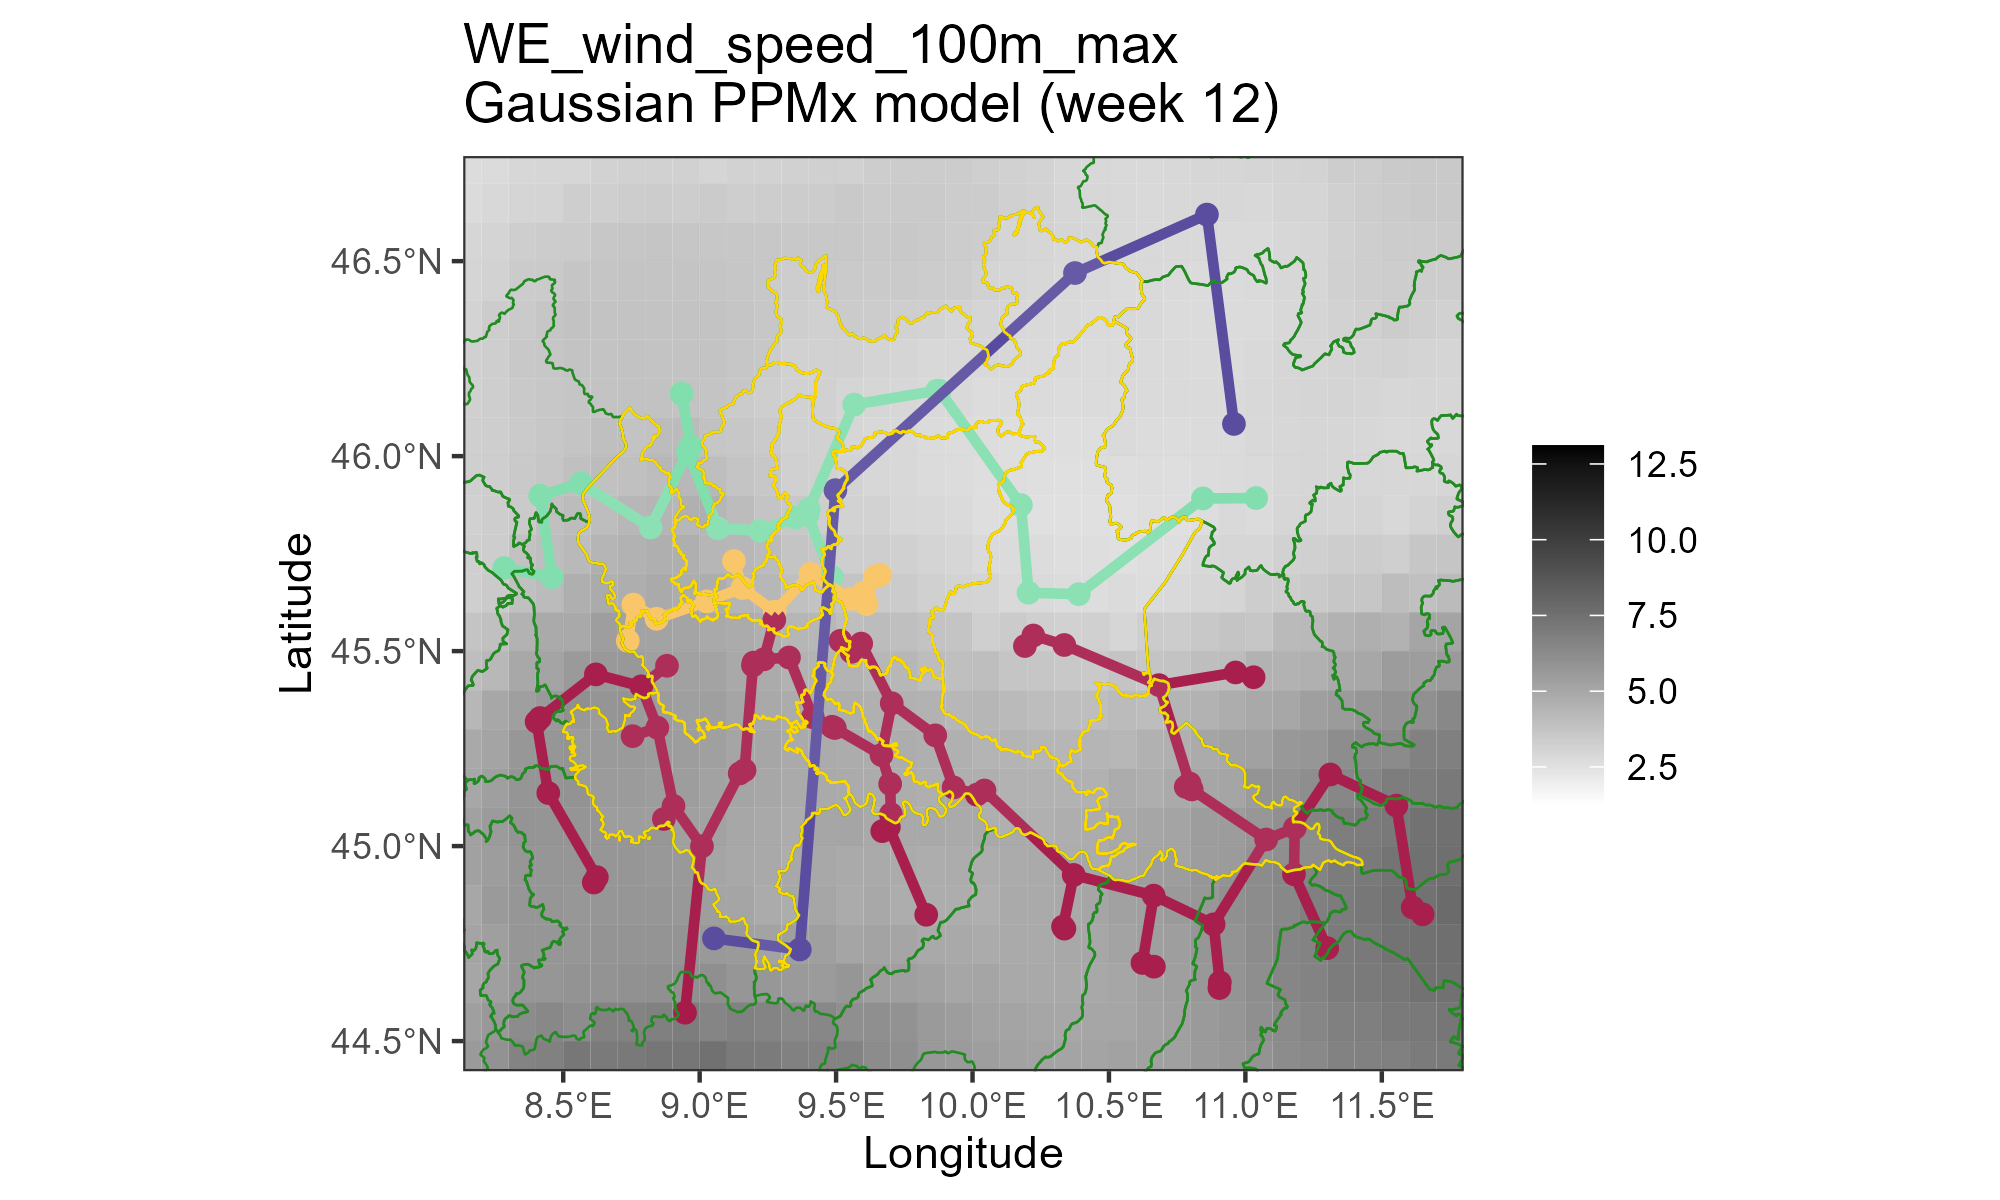 WE_wind_speed_100m_max
Gaussian PPMx model (week 12)
Latitude
46.5°N
46.0°N
45.5°N
45.0°N
44.5°N
8.5°E 9.0°E 9.5°E 10.0°E 10.5°E 11.0°E 11.5°E
Longitude
12.5
10.0
7.5
5.0
2.5